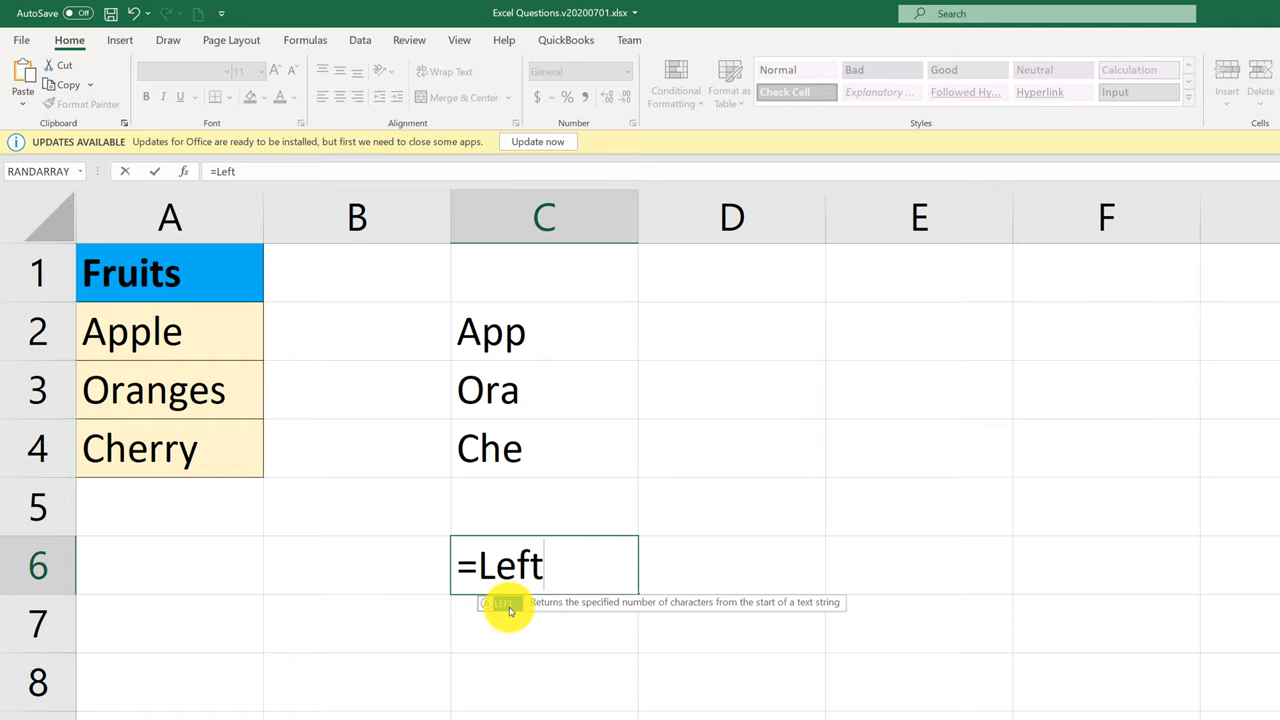 AutoSave Off Excel Questions.v20200701.xlsx Search
File Home Insert Draw Page Layout Formulas Data Review View Help QuickBooks Team
Paste
Cut
Copy
Format Painter
Clipboard
11 A A
B I U A
Font
Wrap Text
Merge & Center
Alignment
General
$ %
Number
Conditional
Formatting
Format as
Table
Normal Bad Good Neutral Calculation
Check Cell Explanatory ... Followed Hy... Hyperlink Input
Styles
Insert Delete
Cells
UPDATES AVAILABLE Updates for Office are ready to be installed, but first we need to close some apps. Update now
RANDARRAY fx =Left
A B C D E F
1 Fruits
2 Apple App
3 Oranges Ora
4 Cherry Che
5
6 =Left
LEFT Returns the specified number of characters from the start of a text string
7
8